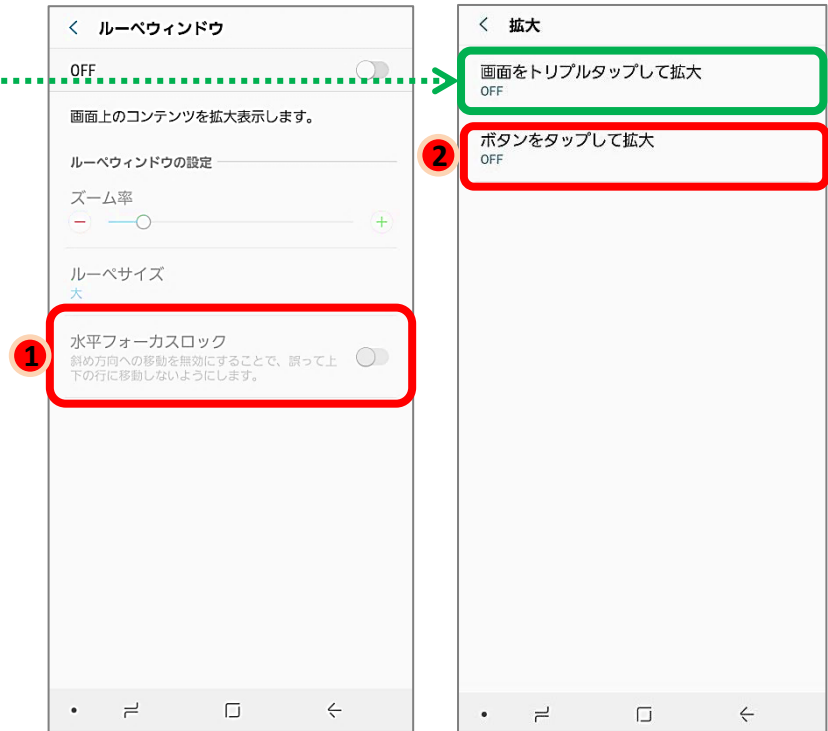 ルーペウィンドウ
OFF
画面上のコンテンツを拡大表示します。
ルーペウィンドウの設定
ズーム率
ルーペサイズ
大
1
水平フォーカスロック
斜め方向への移動を無効にすることで、誤って上
下の行に移動しないようにします。
拡大
画面をトリプルタップして拡大
OFF
2
ボタンをタップして拡大
OFF